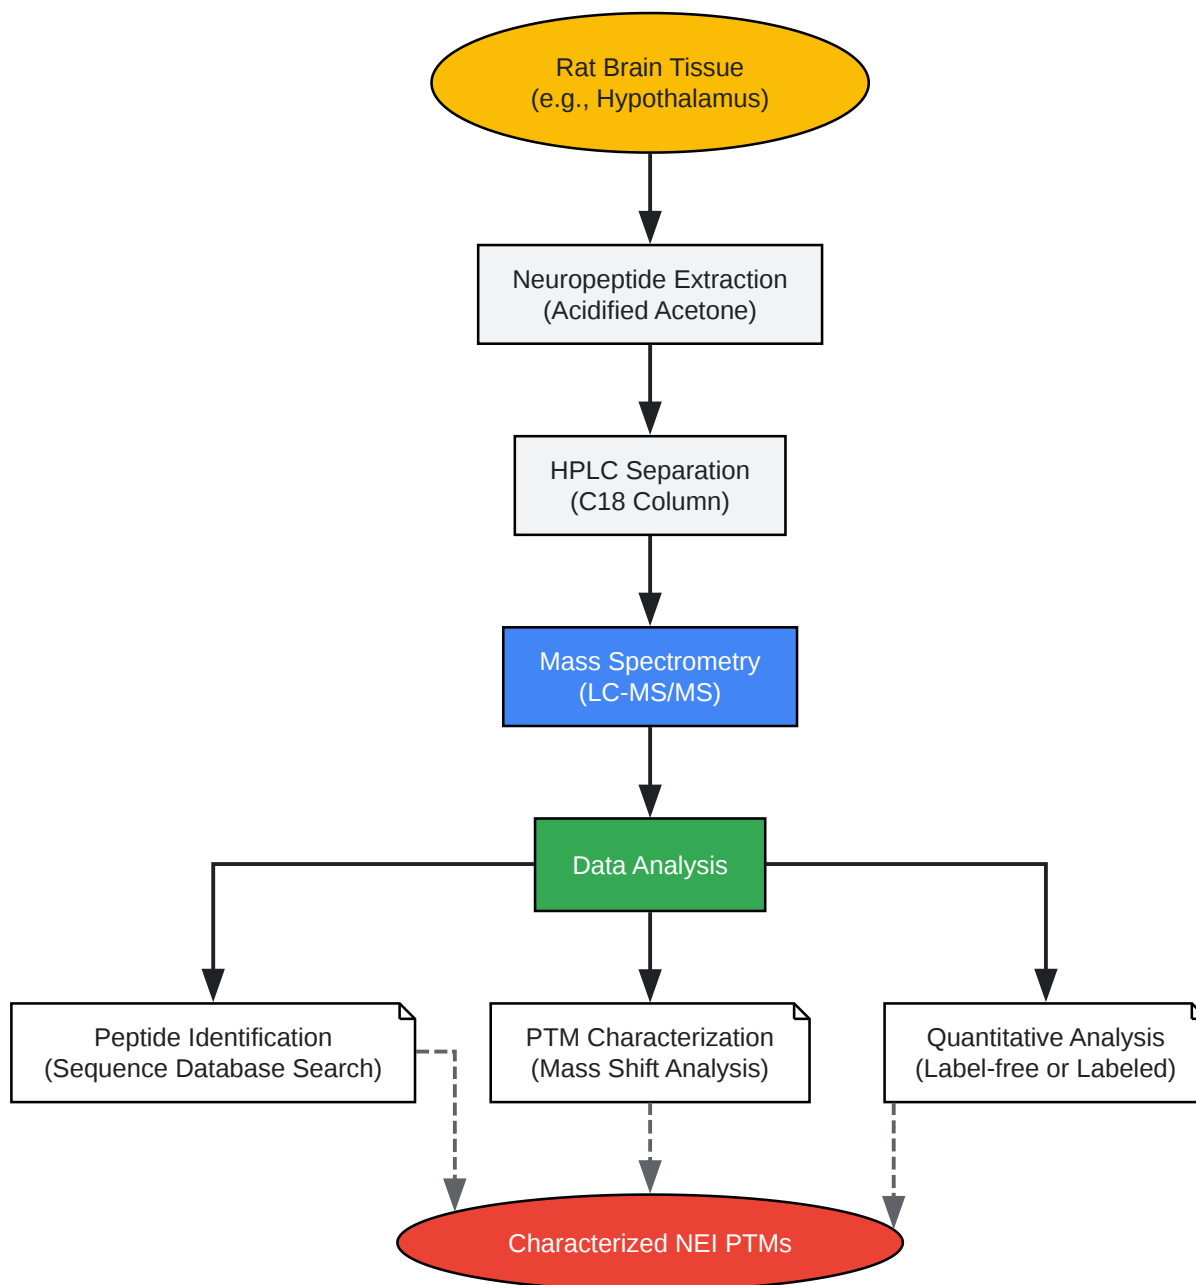 Rat Brain Tissue
(e.g., Hypothalamus)
Neuropeptide Extraction
(Acidified Acetone)
HPLC Separation
(C18 Column)
Mass Spectrometry
(LC-MS/MS)
Data Analysis
Peptide Identification
(Sequence Database Search)
PTM Characterization
(Mass Shift Analysis)
Quantitative Analysis
(Label-free or Labeled)
Characterized NEI PTMs